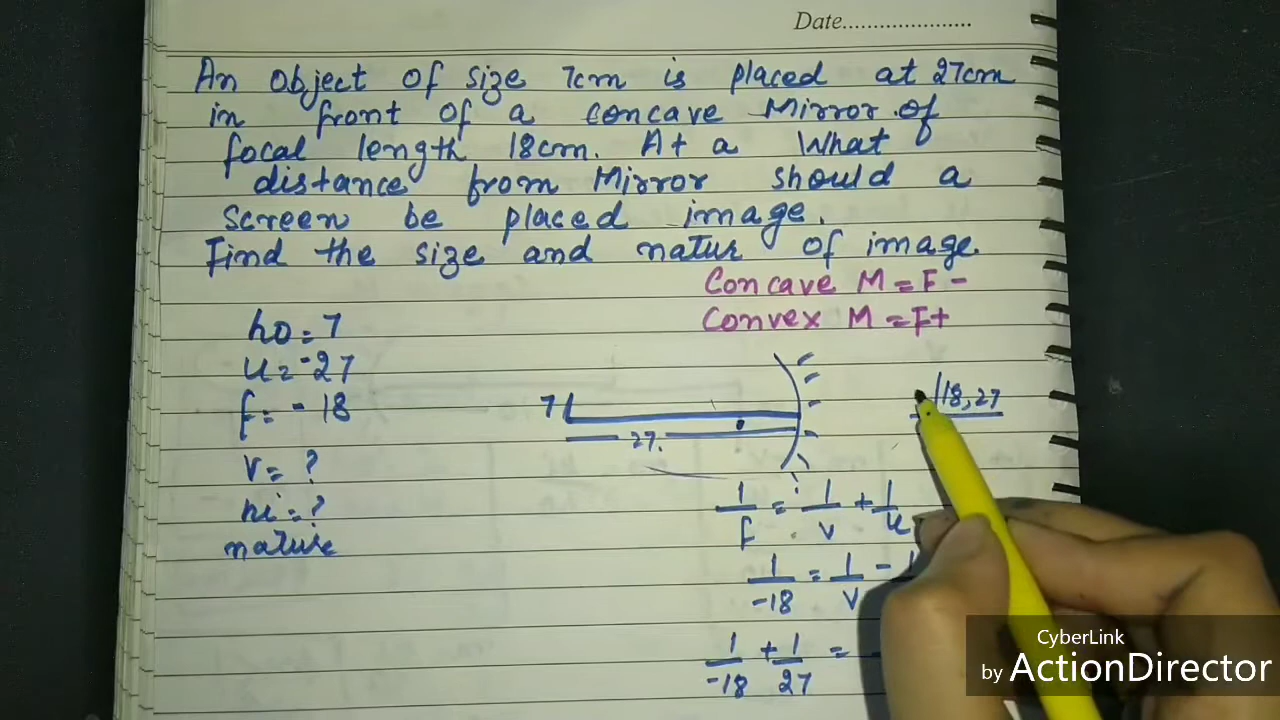 Date......................
An object of size 7cm is placed at 27cm
in front of a concave Mirror of
focal length 18cm. At a What
distance from Mirror should a
screen be placed image.
Find the size and natur of image.
Concave M = F -
Convex M = F+
ho = 7
u = -27
f = - 18
v = ?
hi = ?
nature
7
27.
18, 27
1/f = 1/v + 1/u
1/-18 = 1/v -
1/-18 + 1/27 =
CyberLink
by ActionDirector